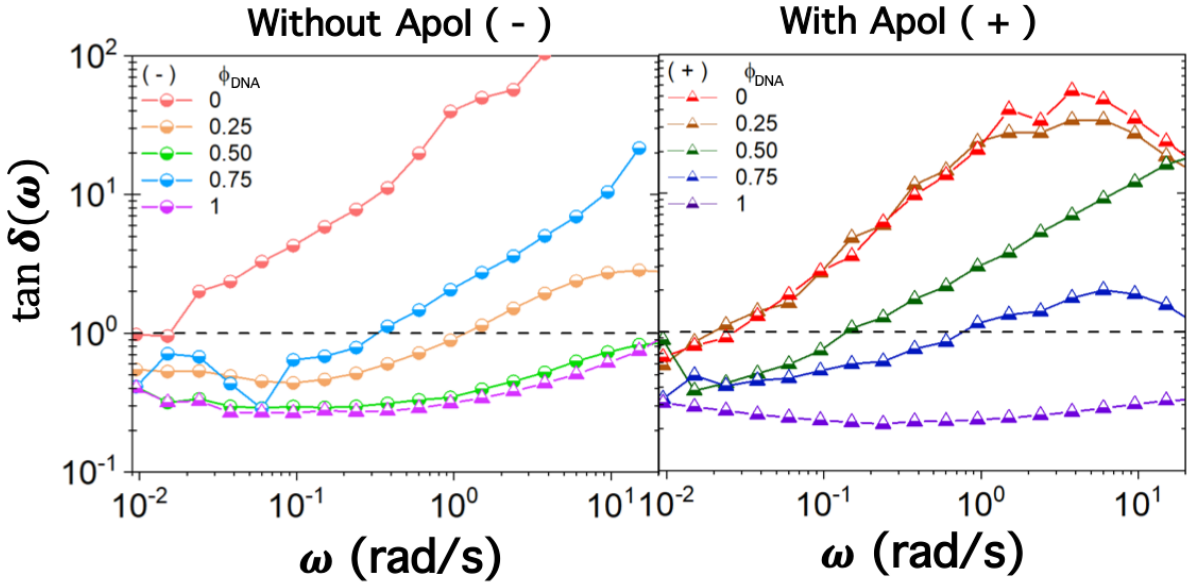 Without ApoI ( - )
With ApoI ( + )
tan δ(ω)
10²
10¹
10⁰
10⁻¹
( - ) ϕDNA
0
0.25
0.50
0.75
1
( + ) ϕDNA
0
0.25
0.50
0.75
1
10⁻² 10⁻¹ 10⁰ 10¹
10⁻² 10⁻¹ 10⁰ 10¹
ω (rad/s)
ω (rad/s)